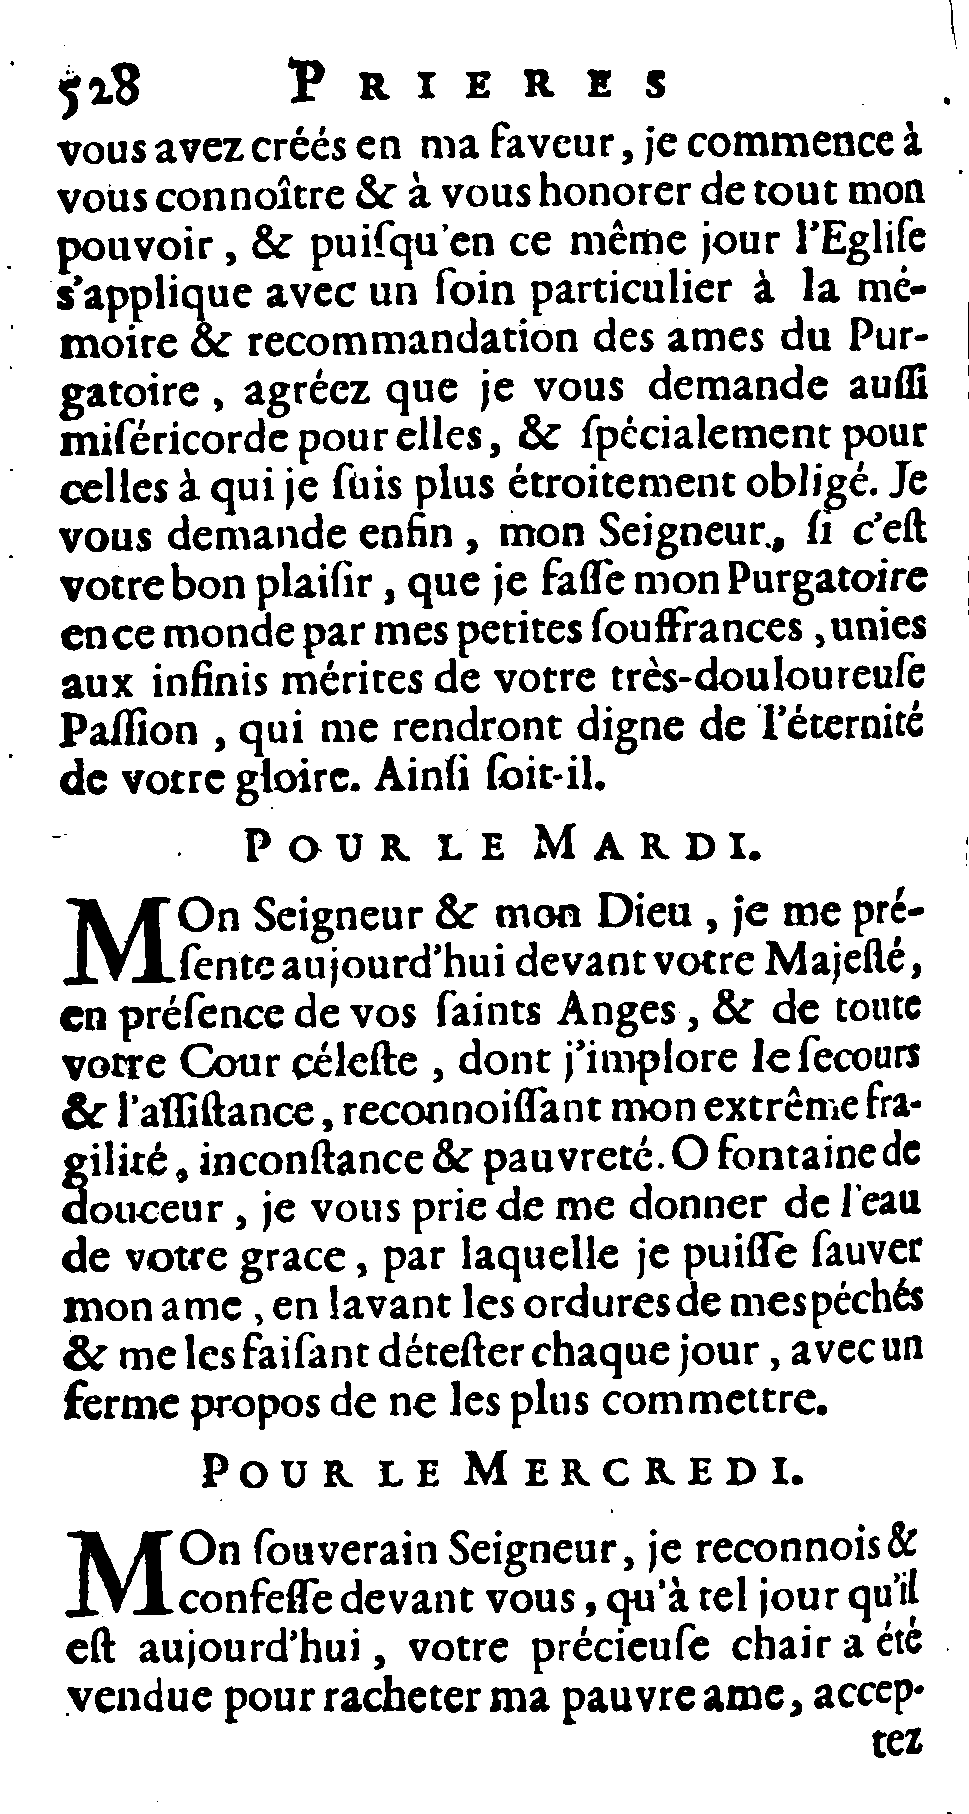 528 PRIERES
vous avez créés en ma faveur, je commence à
vous connoître & à vous honorer de tout mon
pouvoir, & puiſqu'en ce même jour l'Egliſe
s'applique avec un ſoin particulier à la mé-
moire & recommandation des ames du Pur-
gatoire, agréez que je vous demande auſſi
miſéricorde pour elles, & ſpécialement pour
celles à qui je ſuis plus étroitement obligé. Je
vous demande enfin, mon Seigneur, ſi c'eſt
votre bon plaiſir, que je faſſe mon Purgatoire
en ce monde par mes petites ſouffrances, unies
aux infinis mérites de votre très-douloureuſe
Paſſion, qui me rendront digne de l'éternité
de votre gloire. Ainſi ſoit-il.
POUR LE MARDI.
MOn Seigneur & mon Dieu, je me pré-
ſente aujourd'hui devant votre Majeſté,
en préſence de vos ſaints Anges, & de toute
votre Cour céleſte, dont j'implore le ſecours
& l'aſſiſtance, reconnoiſſant mon extrême fra-
gilité, inconſtance & pauvreté. O fontaine de
douceur, je vous prie de me donner de l'eau
de votre grace, par laquelle je puiſſe ſauver
mon ame, en lavant les ordures de mes péchés
& me les faiſant déteſter chaque jour, avec un
ferme propos de ne les plus commettre.
POUR LE MERCREDI.
MOn ſouverain Seigneur, je reconnois &
confeſſe devant vous, qu'à tel jour qu'il
eſt aujourd'hui, votre précieuſe chair a été
vendue pour racheter ma pauvre ame, accep-
tez